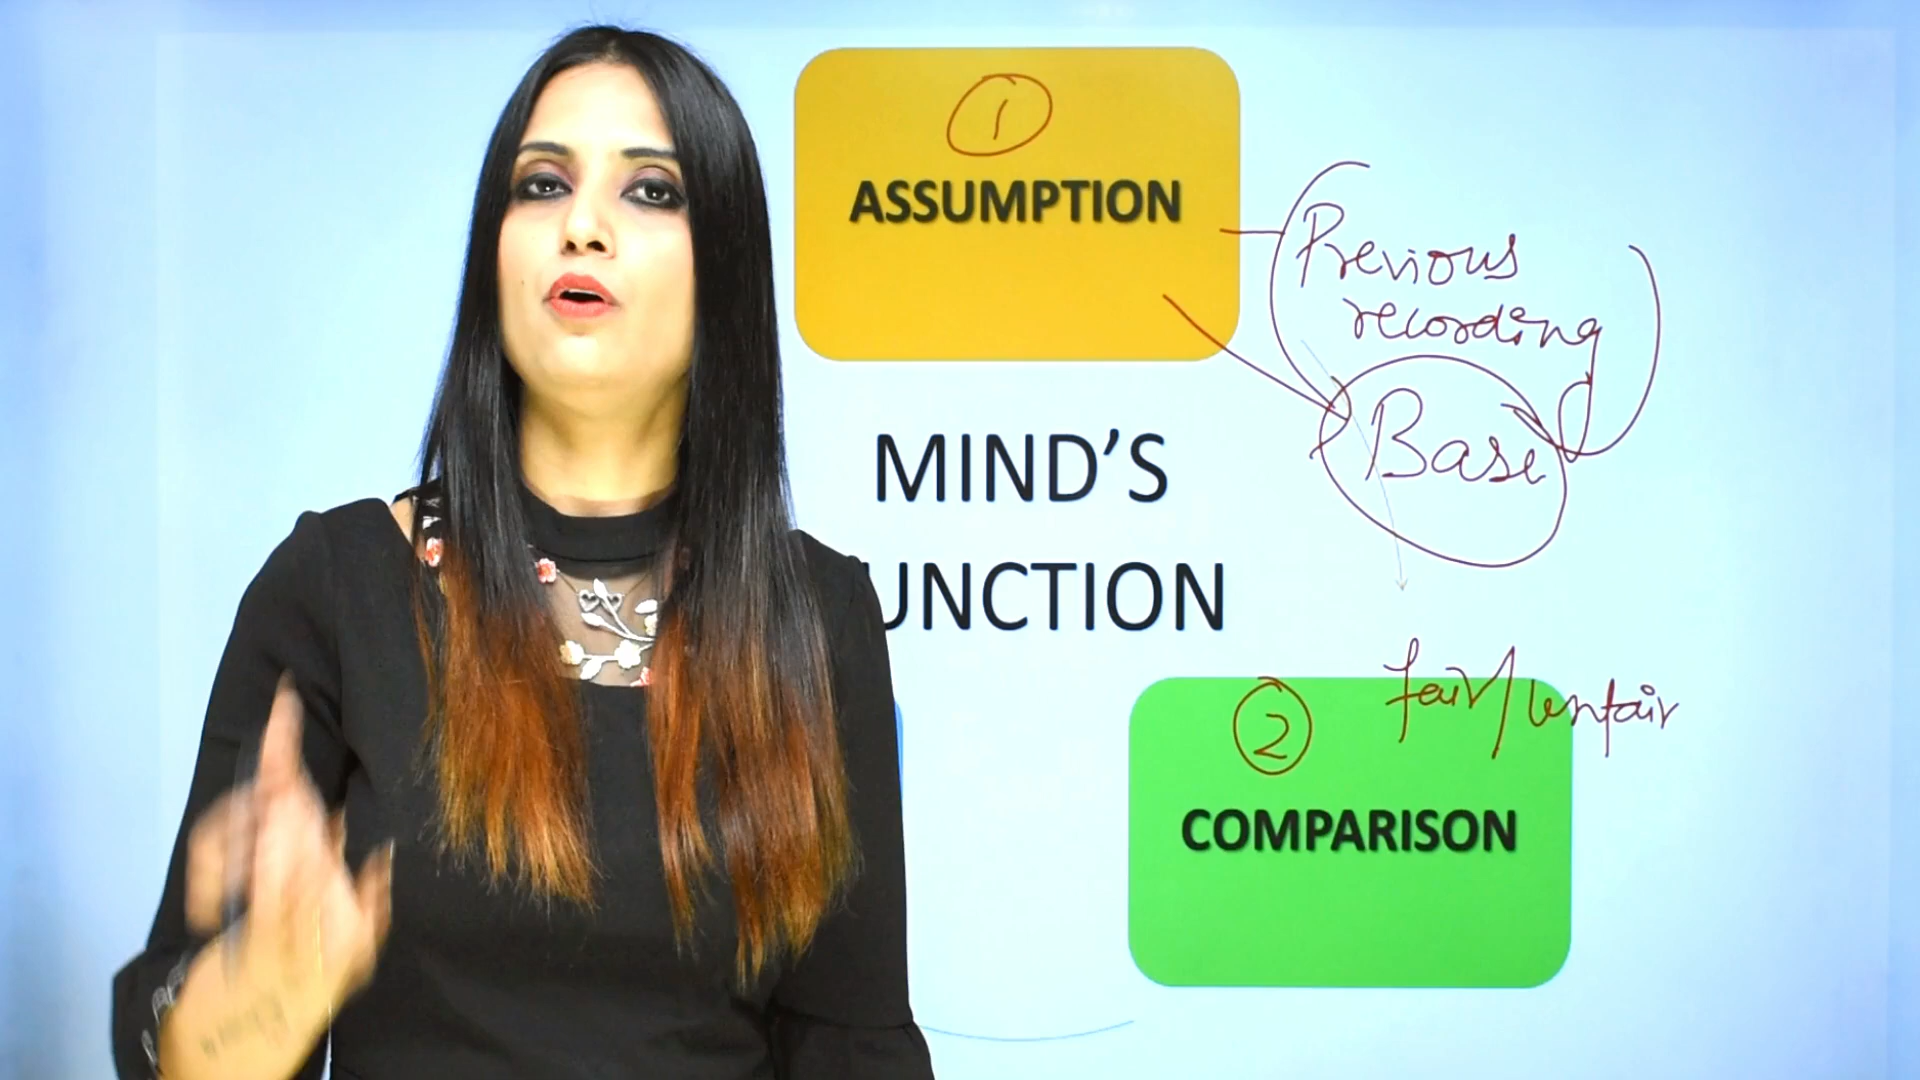 1
ASSUMPTION
Previous
recording
Base
MIND’S
UNCTION
2
fair/unfair
COMPARISON